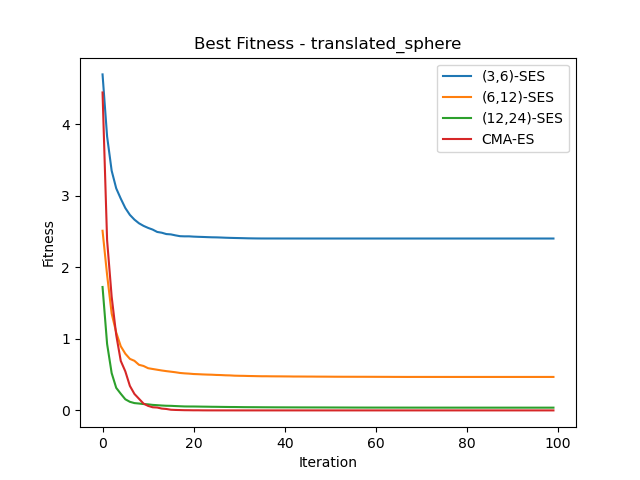 Best Fitness - translated_sphere
(3,6)-SES
(6,12)-SES
(12,24)-SES
CMA-ES
4
3
2
1
0
Fitness
0 20 40 60 80 100
Iteration